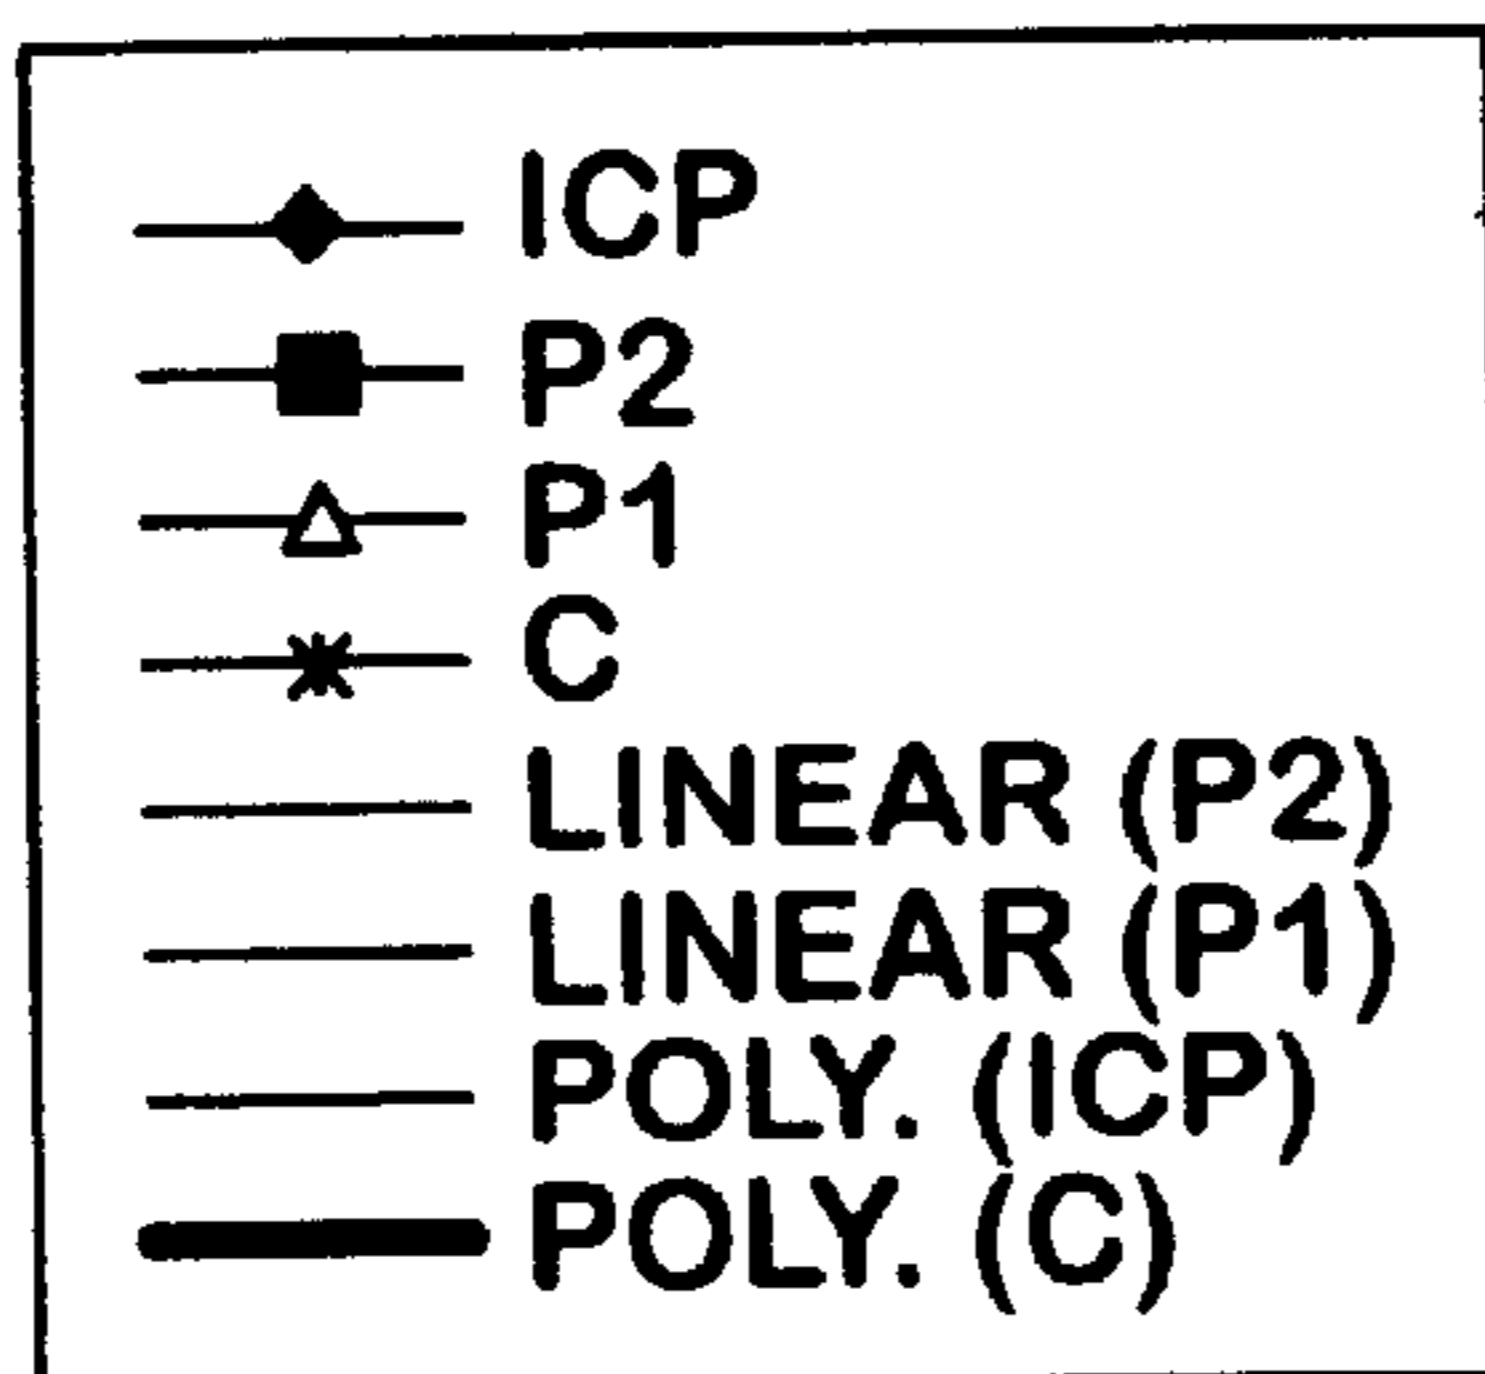 ICP
P2
P1
C
LINEAR (P2)
LINEAR (P1)
POLY. (ICP)
POLY. (C)